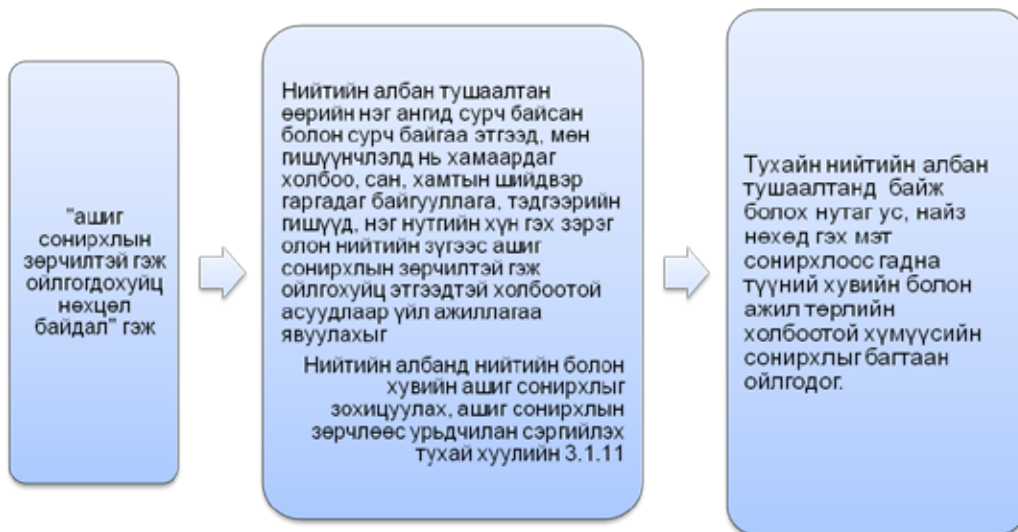 "ашиг
сонирхлын
зөрчилтэй гэж
ойлгогдохуйц
нөхцөл
байдал" гэж
Нийтийн албан тушаалтан
өөрийн нэг ангид сурч байсан
болон сурч байгаа этгээд, мөн
гишүүнчлэлд нь хамаардаг
холбоо, сан, хамтын шийдвэр
гаргадаг байгууллага, тэдгээрийн
гишүүд, нэг нутгийн хүн гэх зэрэг
олон нийтийн зүгээс ашиг
сонирхлын зөрчилтэй гэж
ойлгохуйц этгээдтэй холбоотой
асуудлаар үйл ажиллагаа
явуулахыг
Нийтийн албанд нийтийн болон
хувийн ашиг сонирхлыг
зохицуулах, ашиг сонирхлын
зөрчлөөс урьдчилан сэргийлэх
тухай хуулийн 3.1.11
Тухайн нийтийн албан
тушаалтанд байж
болох нутаг ус, найз
нөхөд гэх мэт
сонирхлоос гадна
түүний хувийн болон
ажил төрлийн
холбоотой хүмүүсийн
сонирхлыг багтаан
ойлгодог.